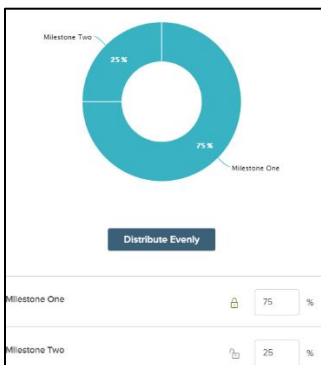 Milestone Two
25 %
75 %
Milestone One
Distribute Evenly
Milestone One 75 %
Milestone Two 25 %